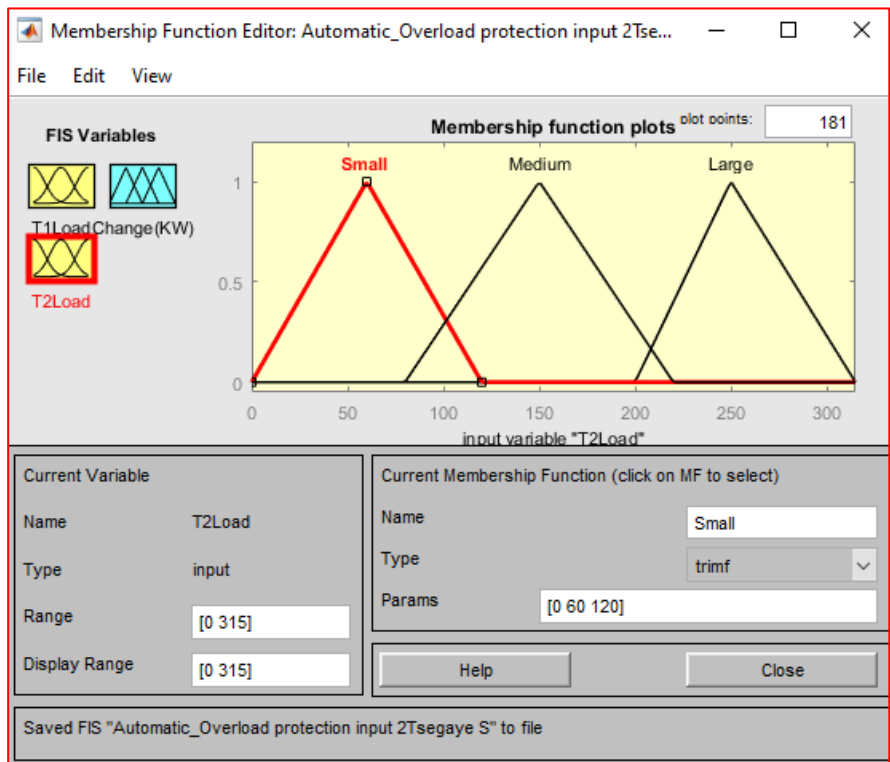 Membership Function Editor: Automatic_Overload protection input 2Tse...
File Edit View
FIS Variables
Membership function plots
plot points: 181
Small Medium Large
1
0.5
0
0 50 100 150 200 250 300
input variable "T2Load"
T1LoadChange(KW)
T2Load
Current Variable
Name T2Load
Type input
Range [0 315]
Display Range [0 315]
Current Membership Function (click on MF to select)
Name Small
Type trimf
Params [0 60 120]
Help Close
Saved FIS "Automatic_Overload protection input 2Tsegaye S" to file